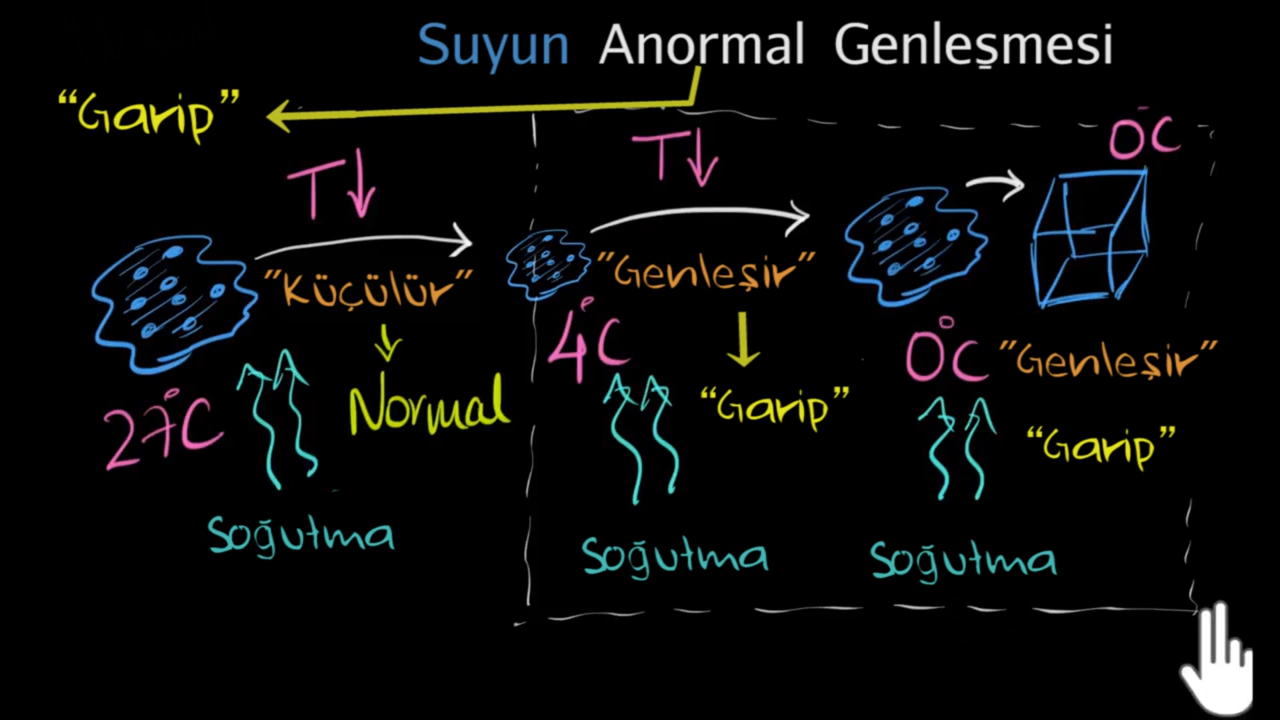 Suyun Anormal Genleşmesi
“Garip”
T↓
T↓
0°C
"Küçülür"
"Genleşir"
4°C
27°C
Normal
“Garip”
0°C
"Genleşir"
“Garip”
Soğutma
Soğutma
Soğutma